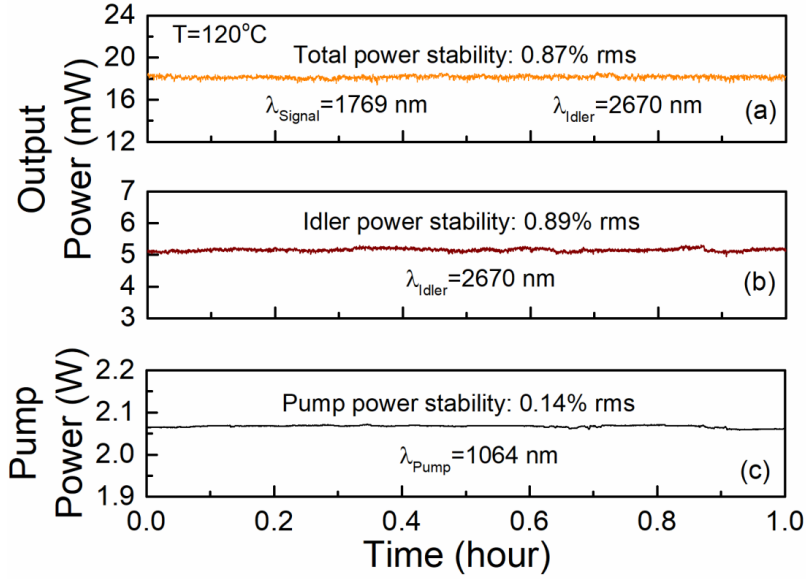 Output
Power (mW)
24
20
16
12
T=120°C
Total power stability: 0.87% rms
λSignal=1769 nm
λIdler=2670 nm
(a)
7
6
5
4
3
Idler power stability: 0.89% rms
λIdler=2670 nm
(b)
Pump
Power (W)
2.2
2.1
2.0
1.9
Pump power stability: 0.14% rms
λPump=1064 nm
(c)
0.0 0.2 0.4 0.6 0.8 1.0
Time (hour)